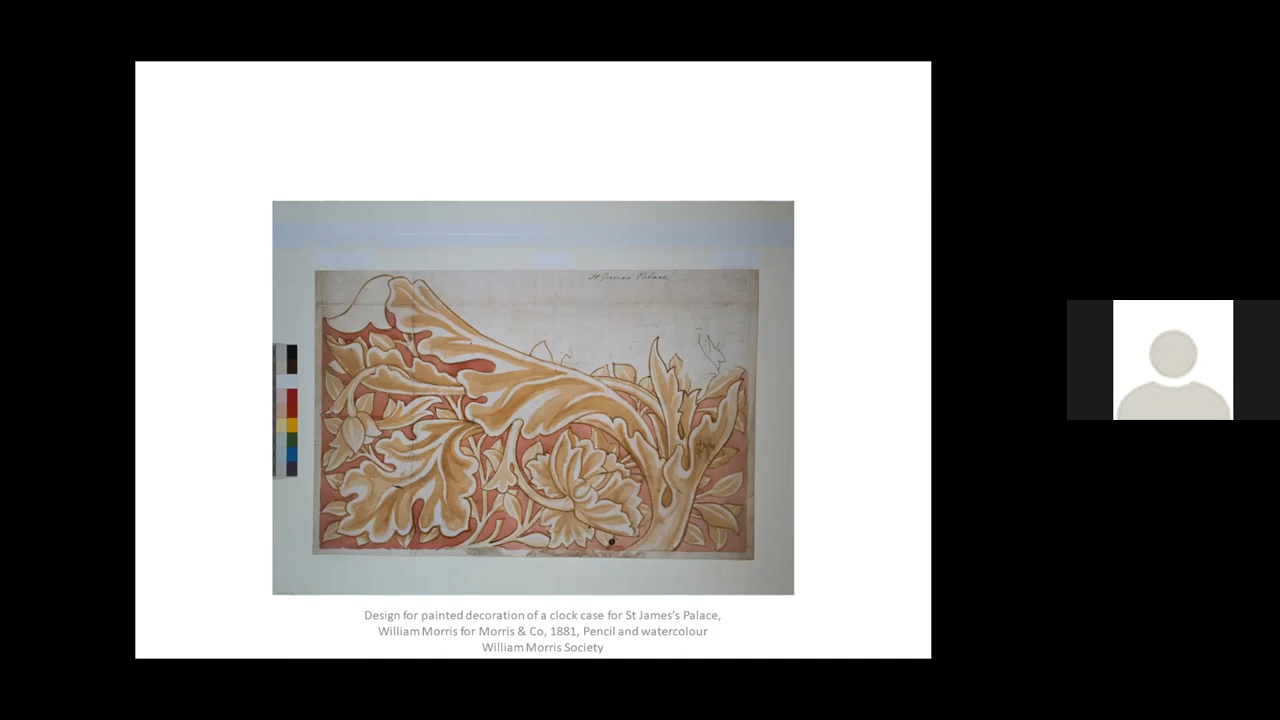 St James' Palace.
Design for painted decoration of a clock case for St James's Palace,
William Morris for Morris & Co, 1881, Pencil and watercolour
William Morris Society